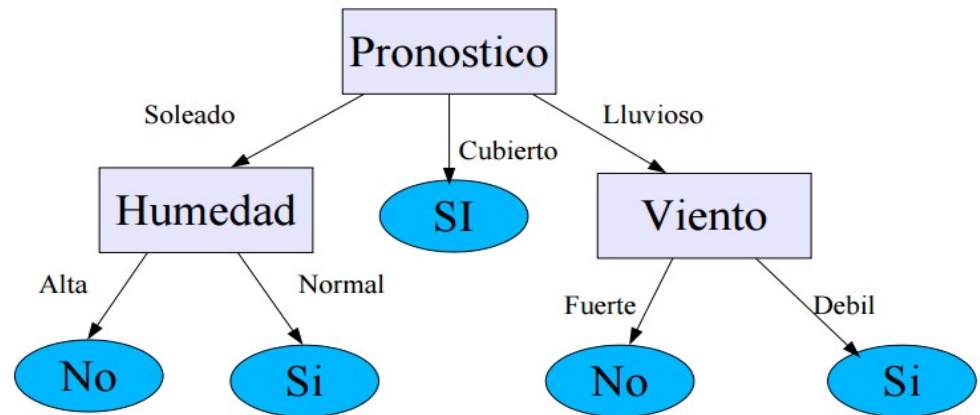 Pronostico
Soleado
Cubierto
Lluvioso
Humedad
SI
Viento
Alta
Normal
Fuerte
Debil
No
Si
No
Si